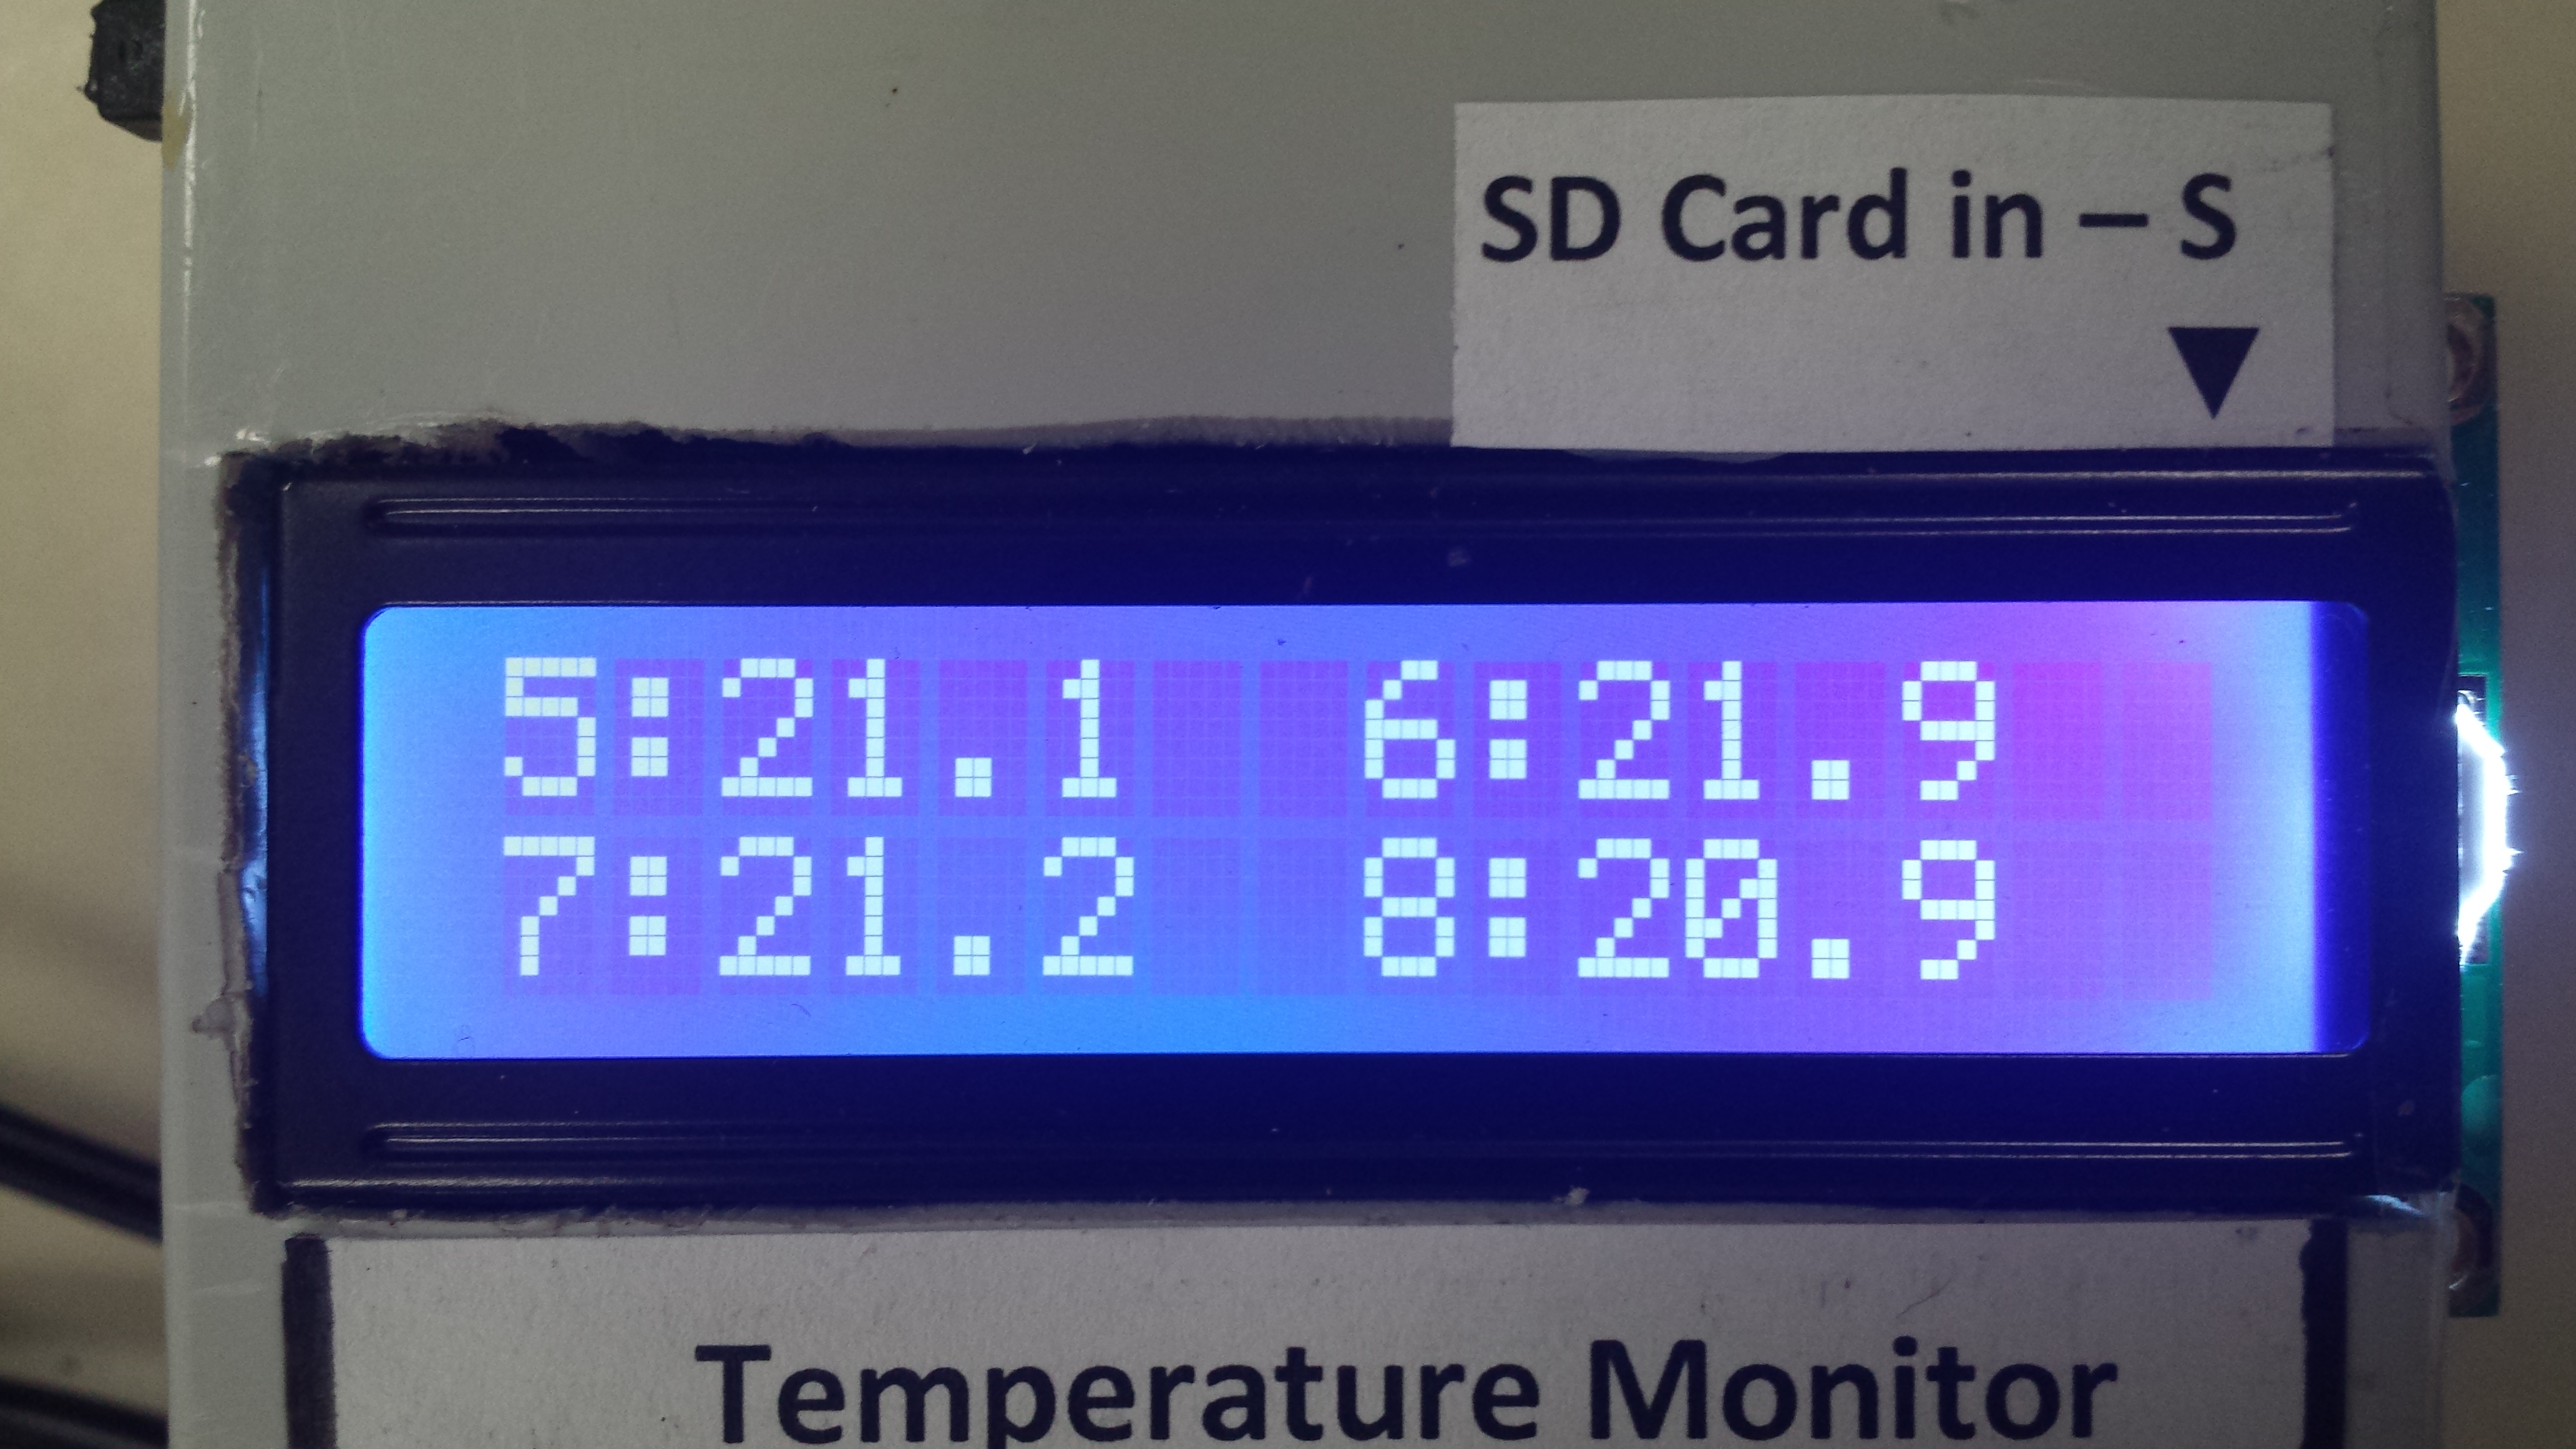 SD Card in – S
▼
5:21.1  6:21.9
7:21.2  8:20.9
Temperature Monitor